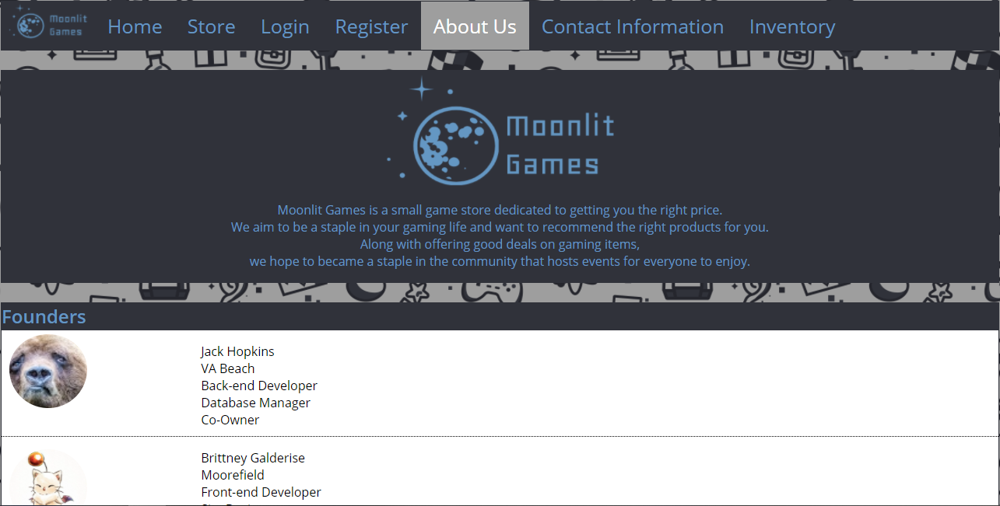 Moonlit
Games
Home Store Login Register About Us Contact Information Inventory
Moonlit
Games
Moonlit Games is a small game store dedicated to getting you the right price.
We aim to be a staple in your gaming life and want to recommend the right products for you.
Along with offering good deals on gaming items,
we hope to became a staple in the community that hosts events for everyone to enjoy.
Founders
Jack Hopkins
VA Beach
Back-end Developer
Database Manager
Co-Owner
Brittney Galderise
Moorefield
Front-end Developer